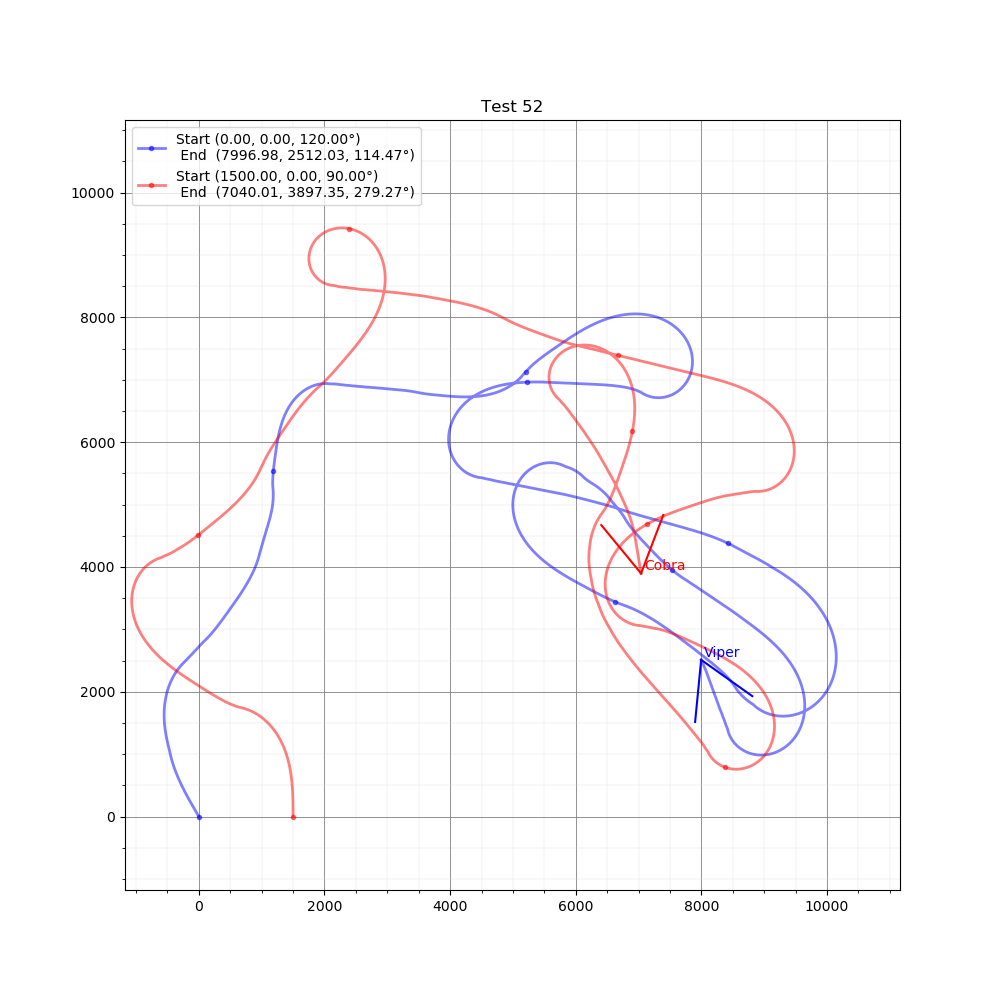 Test 52
Start (0.00, 0.00, 120.00°)
End (7996.98, 2512.03, 114.47°)
Start (1500.00, 0.00, 90.00°)
End (7040.01, 3897.35, 279.27°)
10000
8000
6000
4000
2000
0
Cobra
Viper
0 2000 4000 6000 8000 10000